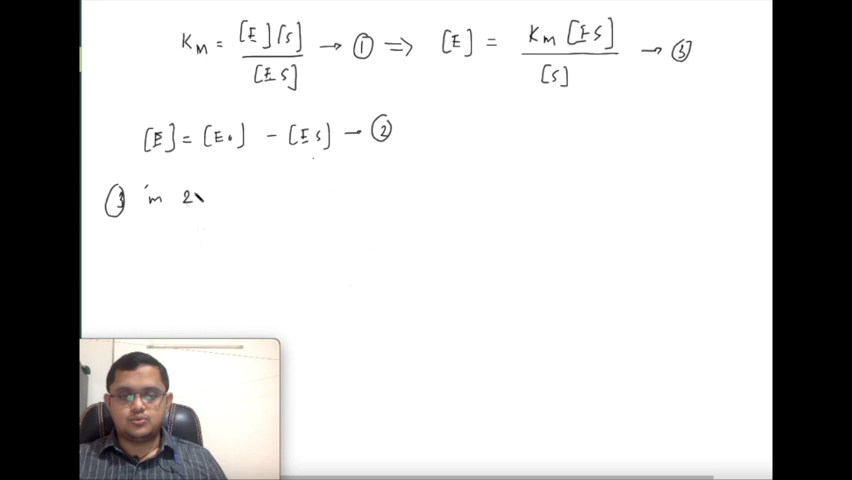 K_M = [E][S] / [ES] → ① ⇒ [E] = K_M [ES] / [S] → ③
[E] = [E₀] - [ES] → ②
③ in 2